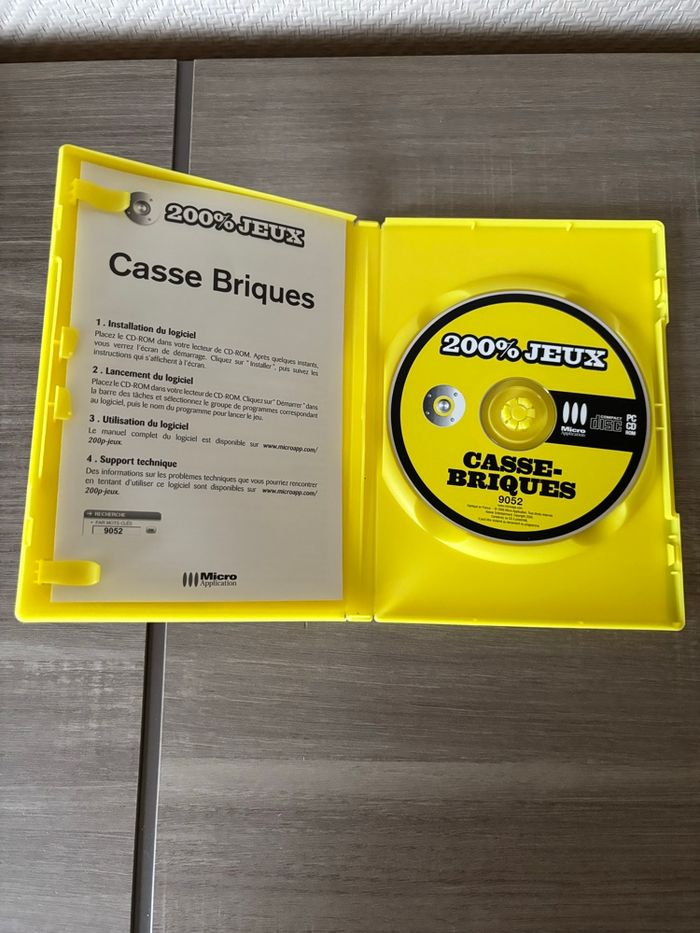 200% JEUX
Casse Briques
1 . Installation du logiciel
Placez le CD-ROM dans votre lecteur de CD-ROM. Après quelques instants,
vous verrez l'écran de démarrage. Cliquez sur "Installer", puis suivez les
instructions qui s'affichent à l'écran.
2 . Lancement du logiciel
Placez le CD-ROM dans votre lecteur de CD-ROM. Cliquez sur" Démarrer "dans
la barre des tâches et sélectionnez le groupe de programmes correspondant
au logiciel, puis le nom du programme pour lancer le jeu.
3 . Utilisation du logiciel
Le manuel complet du logiciel est disponible sur www.microapp.com/
200p-jeux.
4 . Support technique
Des informations sur les problèmes techniques que vous pourriez rencontrer
en tentant d'utiliser ce logiciel sont disponibles sur www.microapp.com/
200p-jeux.
RECHERCHE
PAR MOTS-CLÉS
9052
Micro
Application
200% JEUX
Micro
Application
COMPACT
disc
PC
CD
ROM
CASSE-
BRIQUES
9052